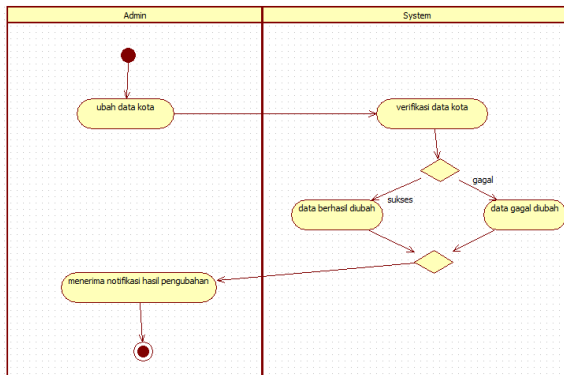 Admin
System
ubah data kota
verifikasi data kota
sukses
gagal
data berhasil diubah
data gagal diubah
menerima notifikasi hasil pengubahan